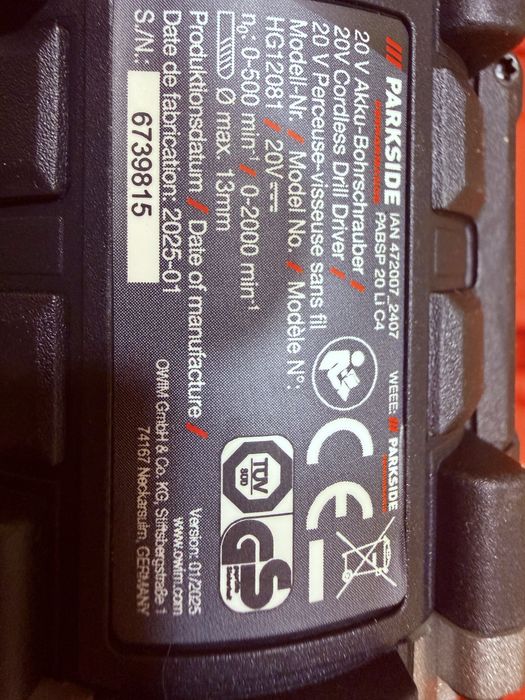 PARKSIDE IAN 472007_2407
PABSP 20 Li C4
20 V Akku-Bohrschrauber /
20V Cordless Drill Driver /
20 V Perceuse-visseuse sans fil
Modell-Nr. / Model No. / Modèle N°:
HG12081 / 20V
n₀: 0-500 min⁻¹ / 0-2000 min⁻¹
Ø max. 13mm
Produktionsdatum / Date of manufacture /
Date de fabrication: 2025-01
S/N.: 6739815
WEEE: PARKSIDE
CE
TÜV
GS
Version: 01/2025
www.owim.com
OWIM GmbH & Co. KG, Stiftsbergstraße 1
74167 Neckarsulm, GERMANY